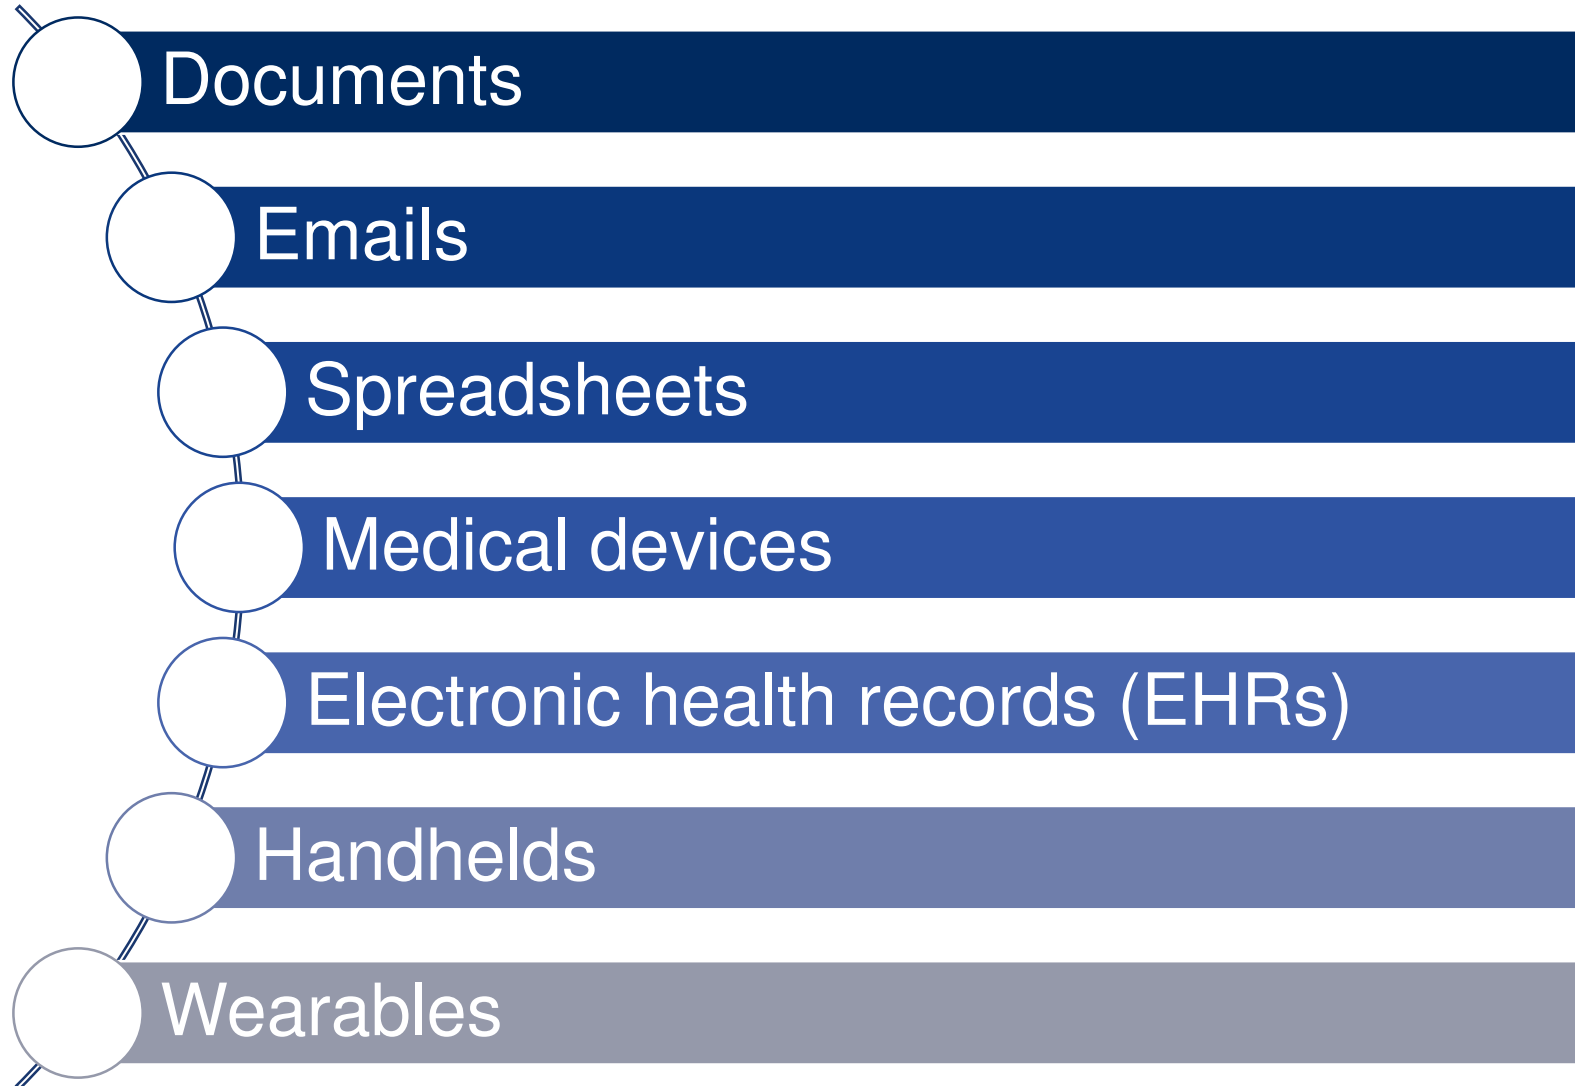 Documents
Emails
Spreadsheets
Medical devices
Electronic health records (EHRs)
Handhelds
Wearables